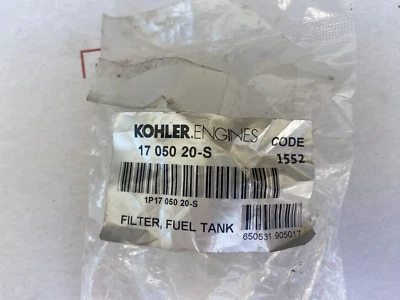 KOHLER.ENGINES
17 050 20-S
CODE
1552
1P17 050 20-S
FILTER, FUEL TANK
650531 905017